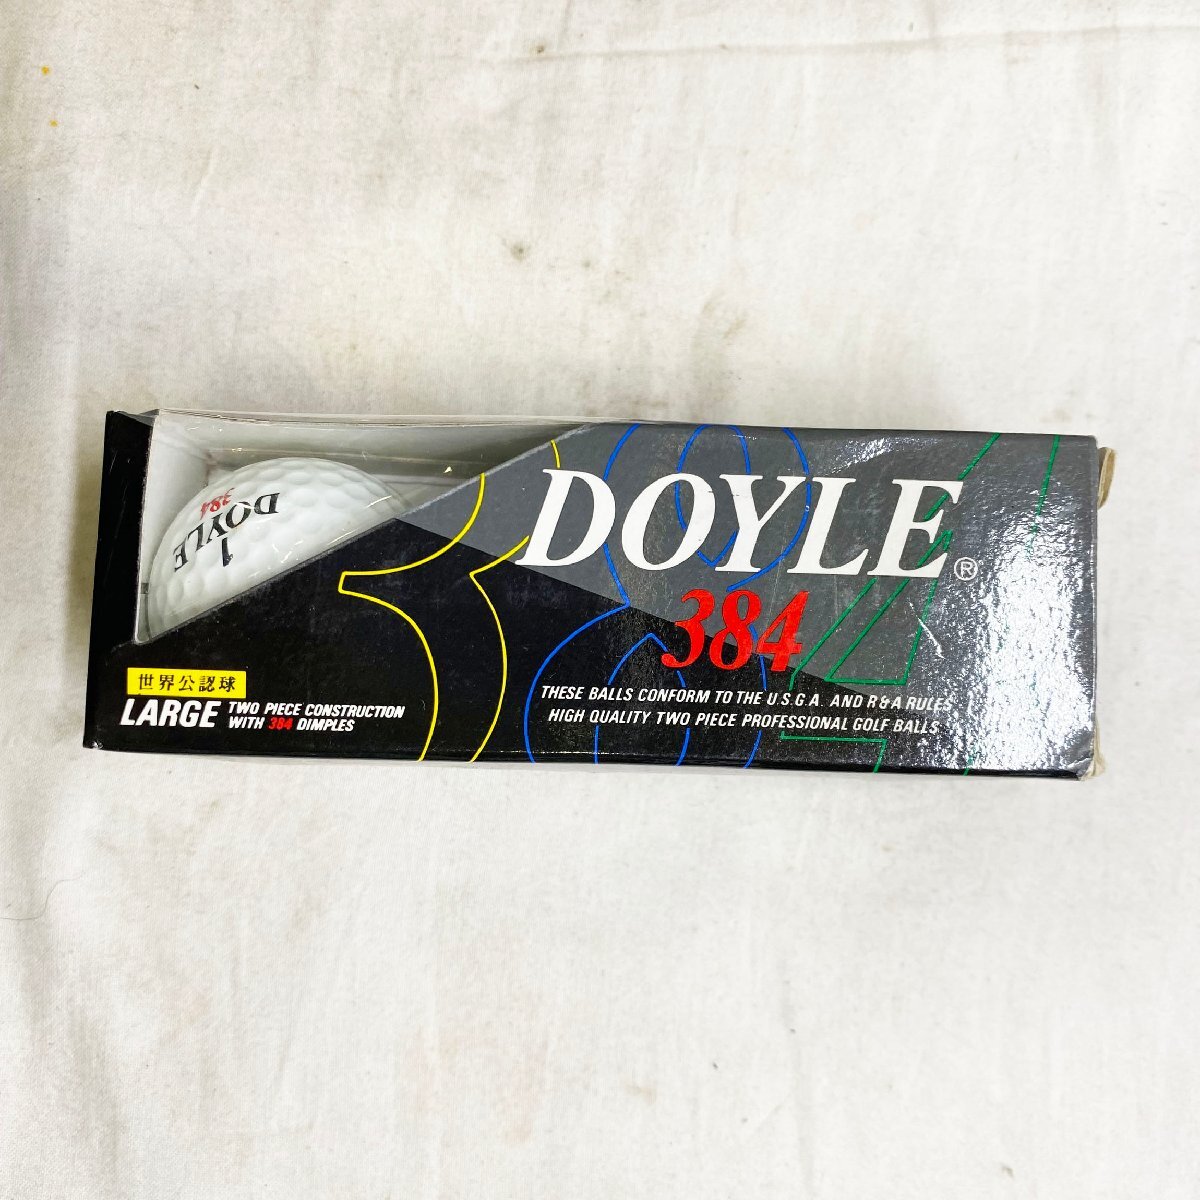 DOYLE
384
1
DOYLE®
384
世界公認球
LARGE TWO PIECE CONSTRUCTION
WITH 384 DIMPLES
THESE BALLS CONFORM TO THE U.S.G.A. AND R&A RULES
HIGH QUALITY TWO PIECE PROFESSIONAL GOLF BALLS
384